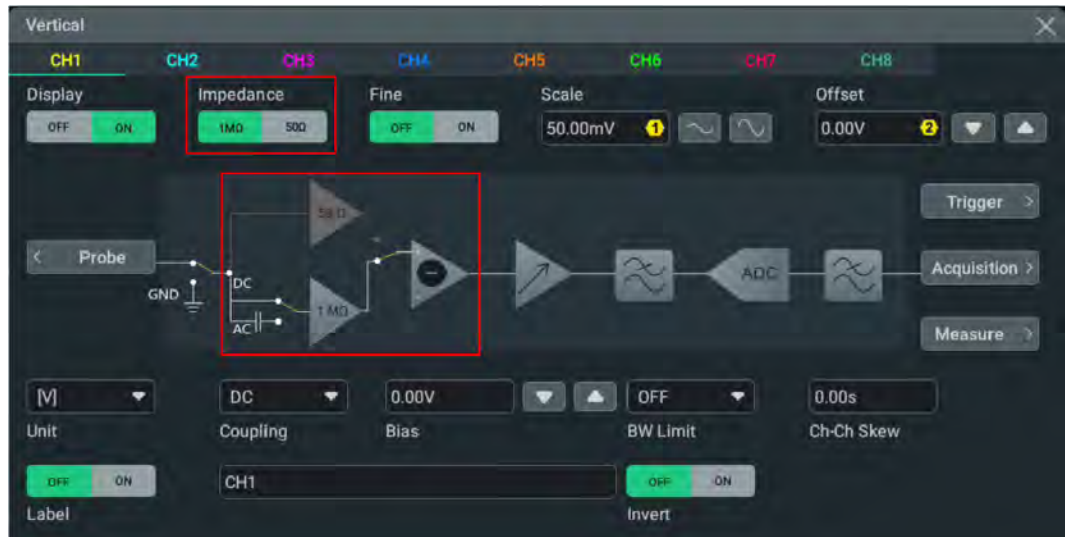 Vertical
CH1 CH2 CH3 CH4 CH5 CH6 CH7 CH8
Display Impedance Fine Scale Offset
OFF ON 1MΩ 50Ω OFF ON 50.00mV 1 0.00V 2
50 Ω
Trigger >
< Probe
DC
ADC
Acquisition >
GND
1 MΩ
AC
Measure >
[V] DC 0.00V OFF 0.00s
Unit Coupling Bias BW Limit Ch-Ch Skew
OFF ON CH1 OFF ON
Label Invert